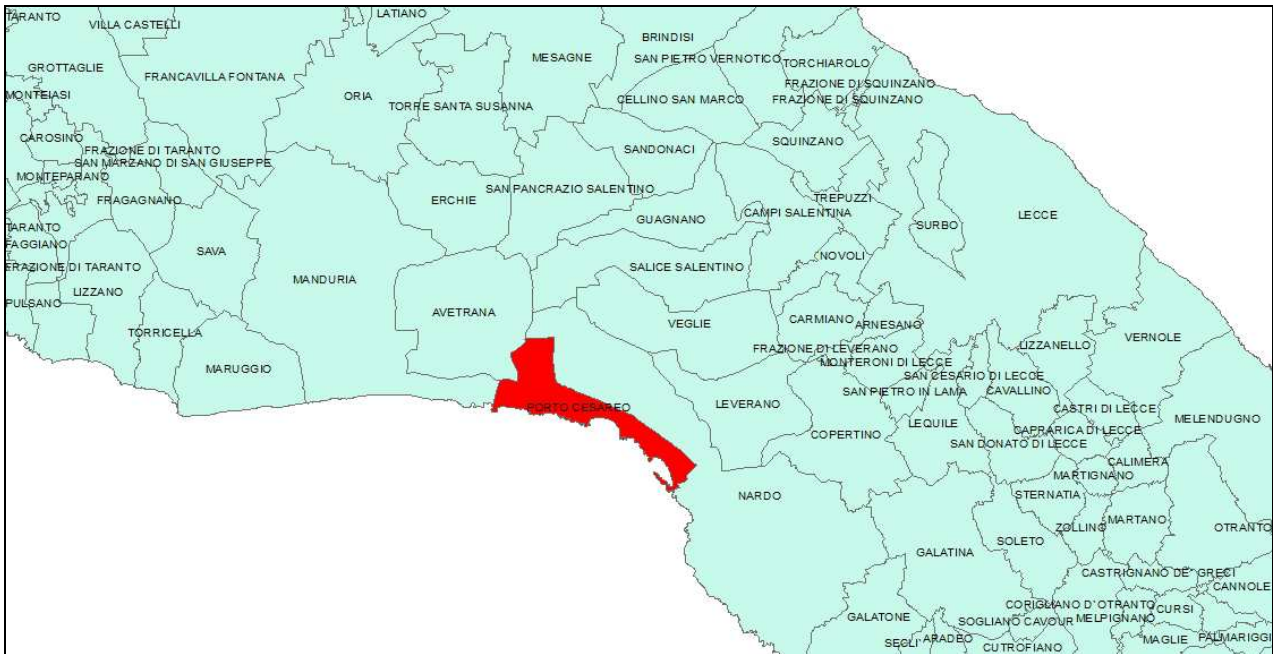 TARANTO
VILLA CASTELLI
LATIANO
BRINDISI
MESAGNE
SAN PIETRO VERNOTICO
TORCHIAROLO
GROTTAGLIE
FRANCAVILLA FONTANA
FRAZIONE DI SQUINZANO
MONTEIASI
ORIA
TORRE SANTA SUSANNA
CELLINO SAN MARCO
FRAZIONE DI SQUINZANO
CAROSINO
FRAZIONE DI TARANTO
SANDONACI
SQUINZANO
SAN MARZANO DI SAN GIUSEPPE
MONTEPARANO
SAN PANCRAZIO SALENTINO
FRAGAGNANO
ERCHIE
TREPUZZI
CAMPI SALENTINA
LECCE
GUAGNANO
TARANTO
SURBO
FAGGIANO
SAVA
NOVOLI
FRAZIONE DI TARANTO
SALICE SALENTINO
MANDURIA
LIZZANO
PULSANO
AVETRANA
CARMIANO
VEGLIE
ARNESANO
TORRICELLA
VERNOLE
LIZZANELLO
FRAZIONE DI LEVERANO
MONTERONI DI LECCE
MARUGGIO
SAN CESARIO DI LECCE
SAN PIETRO IN LAMA
CAVALLINO
LEVERANO
PORTO CESAREO
CASTRI DI LECCE
MELENDUGNO
LEQUILE
CAPRARICA DI LECCE
COPERTINO
SAN DONATO DI LECCE
CALIMERA
MARTIGNANO
NARDO
STERNATIA
MARTANO
ZOLLINO
OTRANTO
SOLETO
GALATINA
CASTRIGNANO DE' GRECI
CANNOLE
CORIGLIANO D'OTRANTO
CURSI
GALATONE
SOGLIANO CAVOUR
MELPIGNANO
SECLI'
ARADEO
MAGLIE
PALMARIGGI
CUTROFIANO